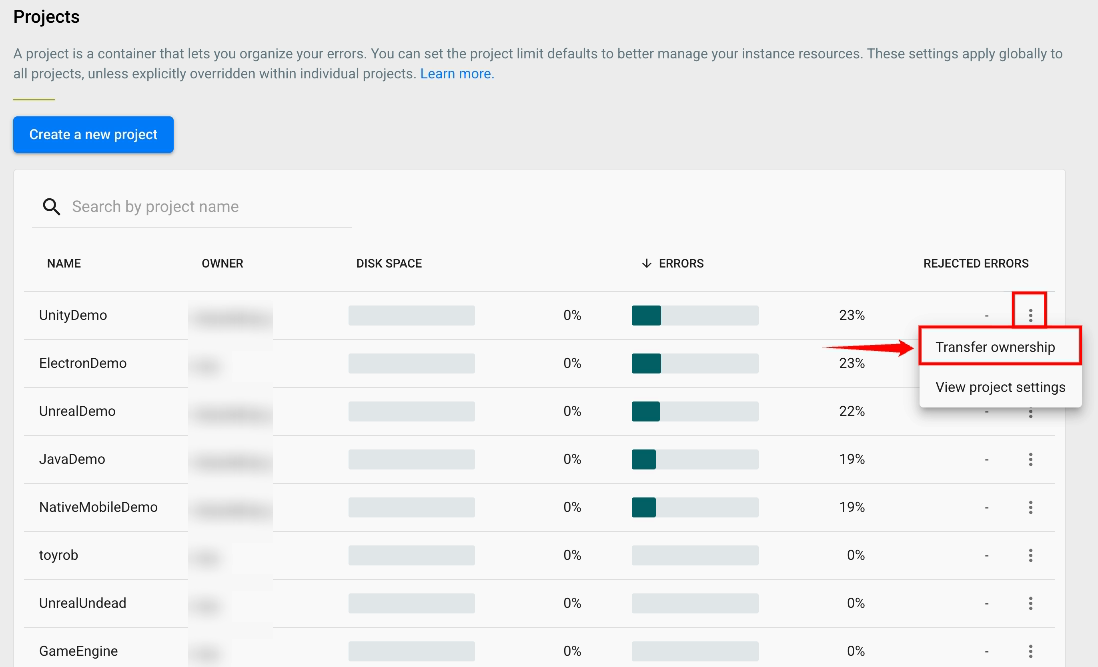 Projects
A project is a container that lets you organize your errors. You can set the project limit defaults to better manage your instance resources. These settings apply globally to
all projects, unless explicitly overridden within individual projects. Learn more.
Create a new project
Search by project name
NAME OWNER DISK SPACE ERRORS REJECTED ERRORS
UnityDemo 0% 23% -
Transfer ownership
ElectronDemo 0% 23%
View project settings
UnrealDemo 0% 22% -
JavaDemo 0% 19% -
NativeMobileDemo 0% 19% -
toyrob 0% 0% -
UnrealUndead 0% 0% -
GameEngine 0% 0% -